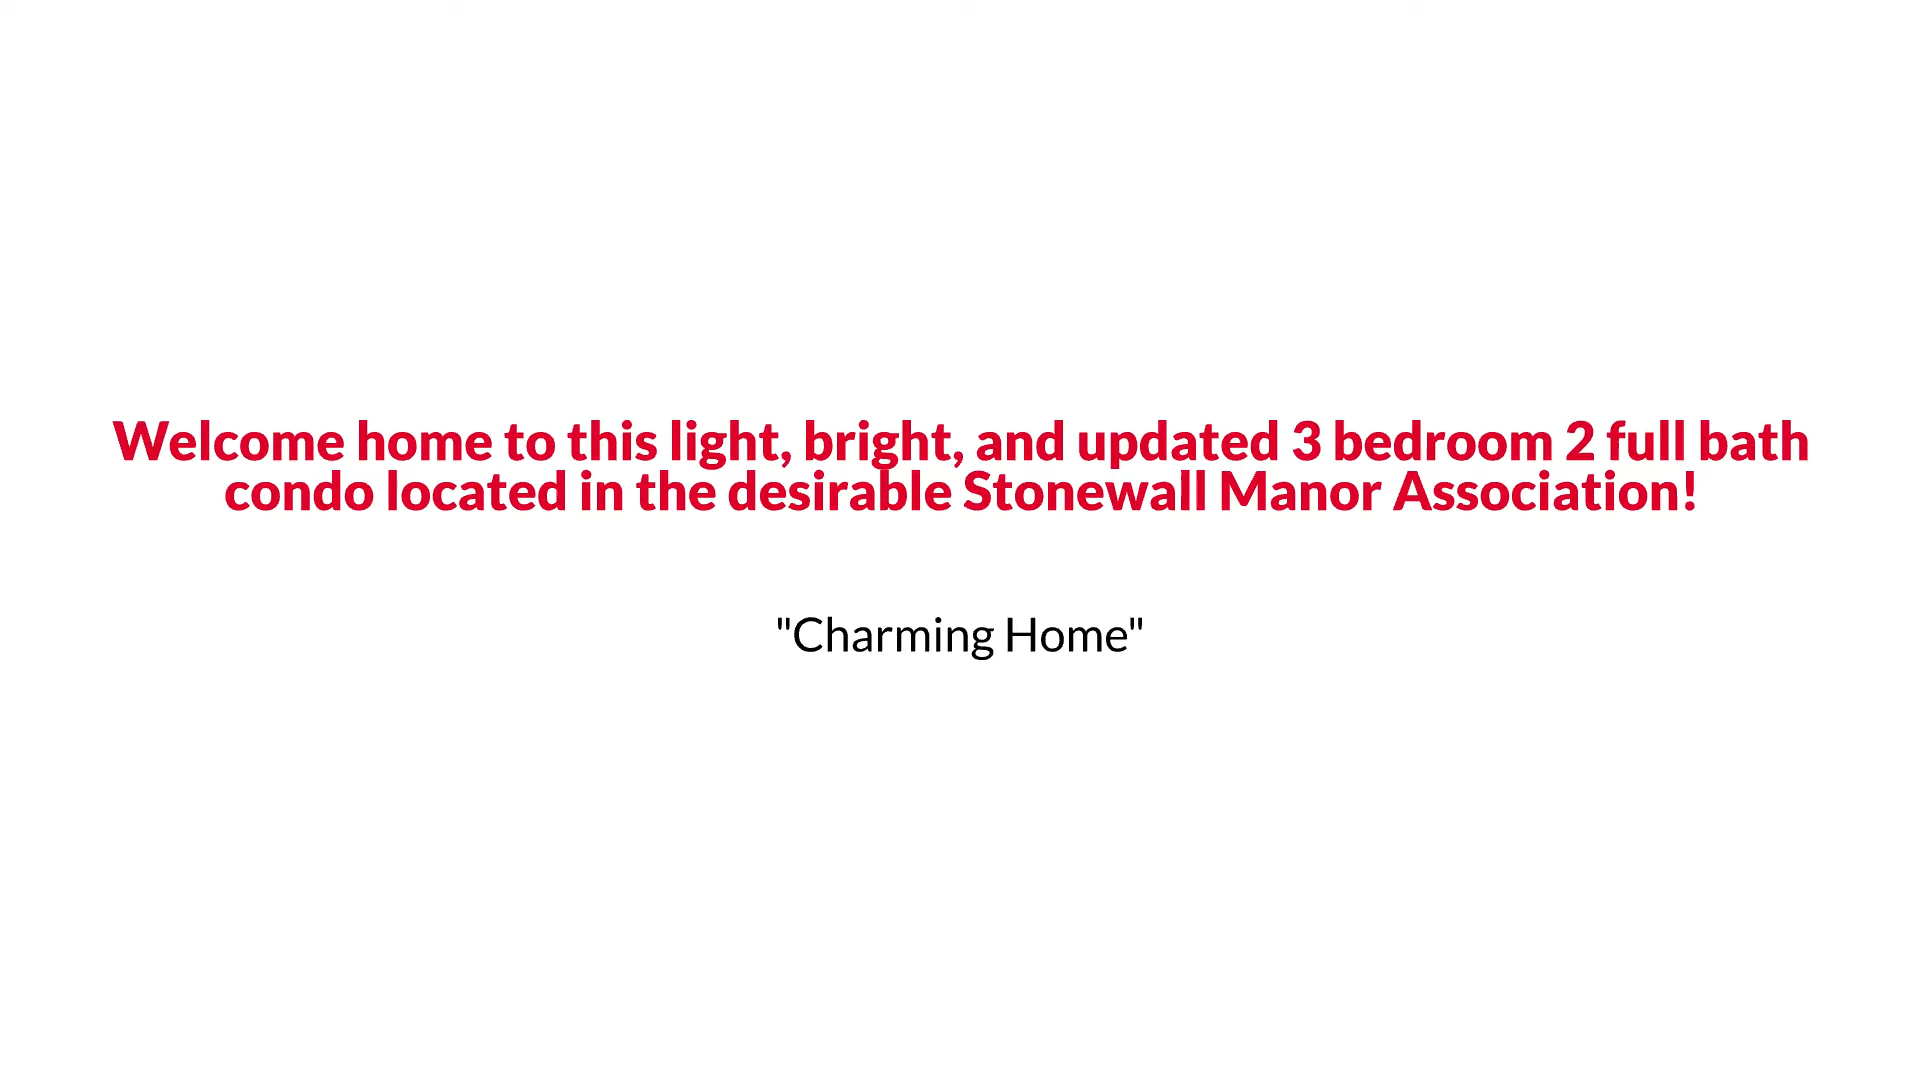 Welcome home to this light, bright, and updated 3 bedroom 2 full bath
condo located in the desirable Stonewall Manor Association!
"Charming Home"